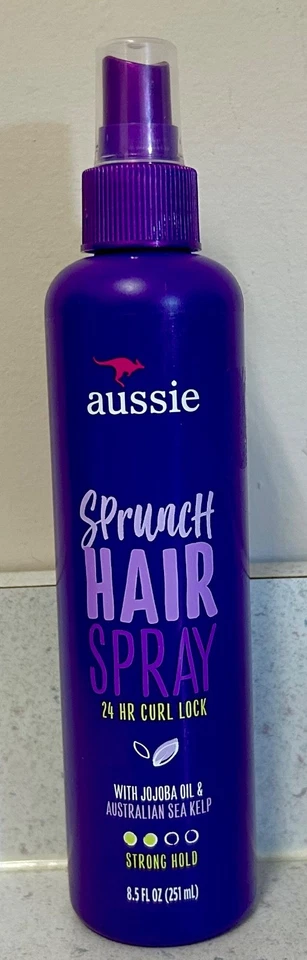 aussie
Sprunch
HAIR
SPRAY
24 HR CURL LOCK
WITH JOJOBA OIL &
AUSTRALIAN SEA KELP
STRONG HOLD
8.5 FL OZ (251 mL)